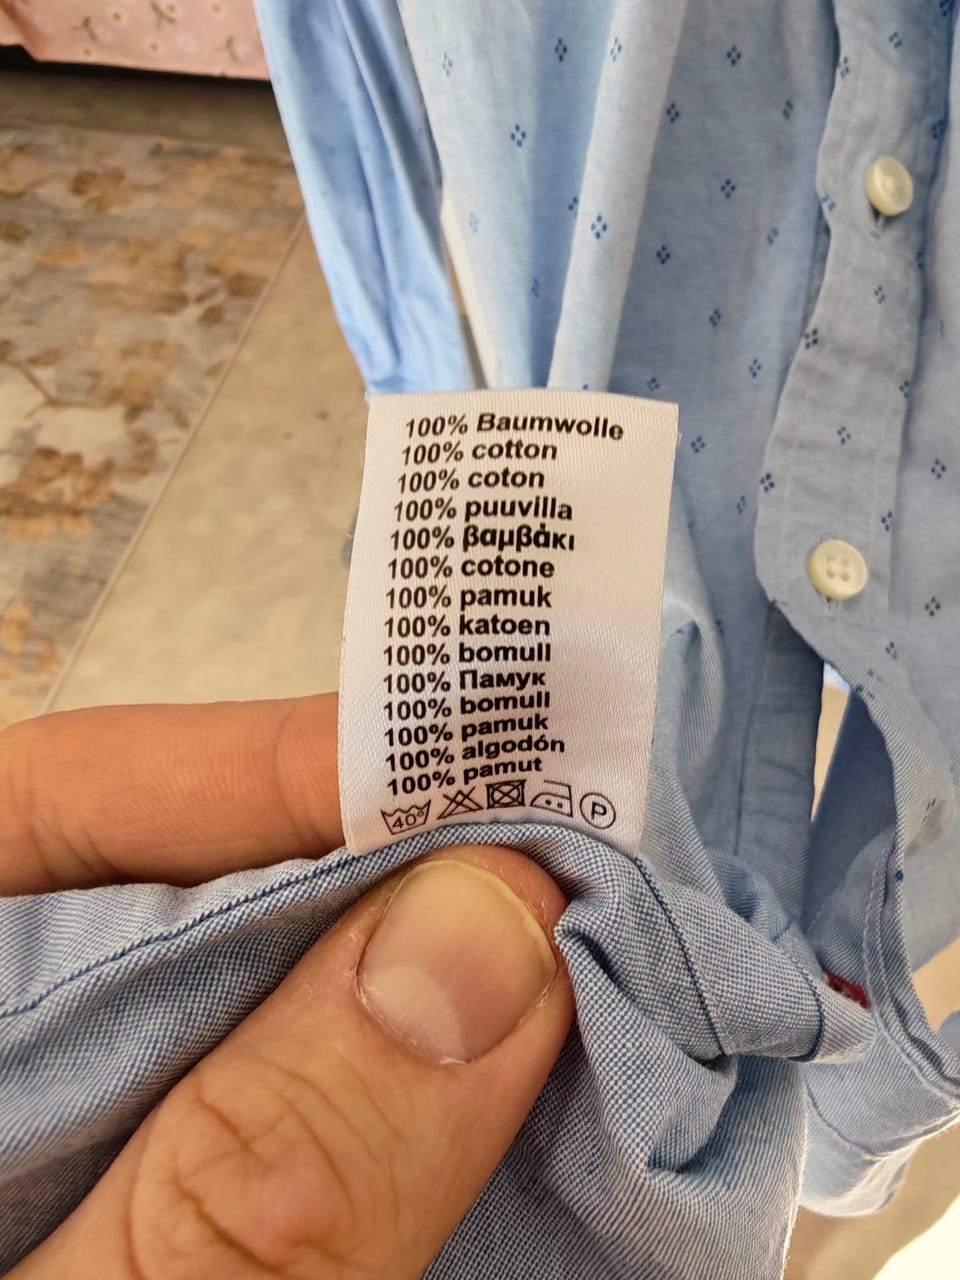 100% Baumwolle
100% cotton
100% coton
100% puuvilla
100% βαμβάκι
100% cotone
100% pamuk
100% katoen
100% bomull
100% Памук
100% bomull
100% pamuk
100% algodón
100% pamut
40° P